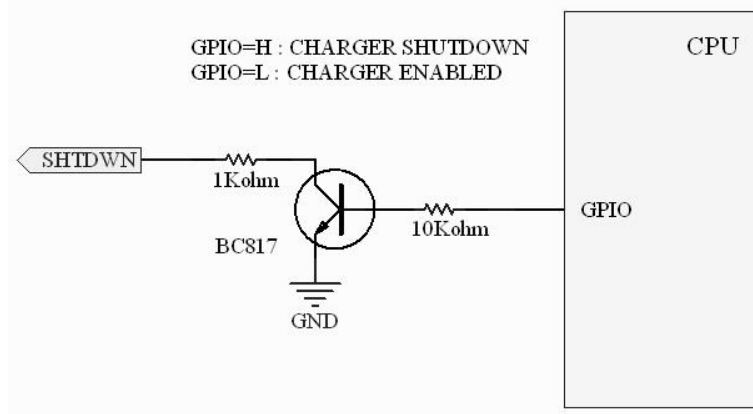 GPIO=H : CHARGER SHUTDOWN
GPIO=L : CHARGER ENABLED
CPU
SHTDWN
1Kohm
BC817
10Kohm
GPIO
GND